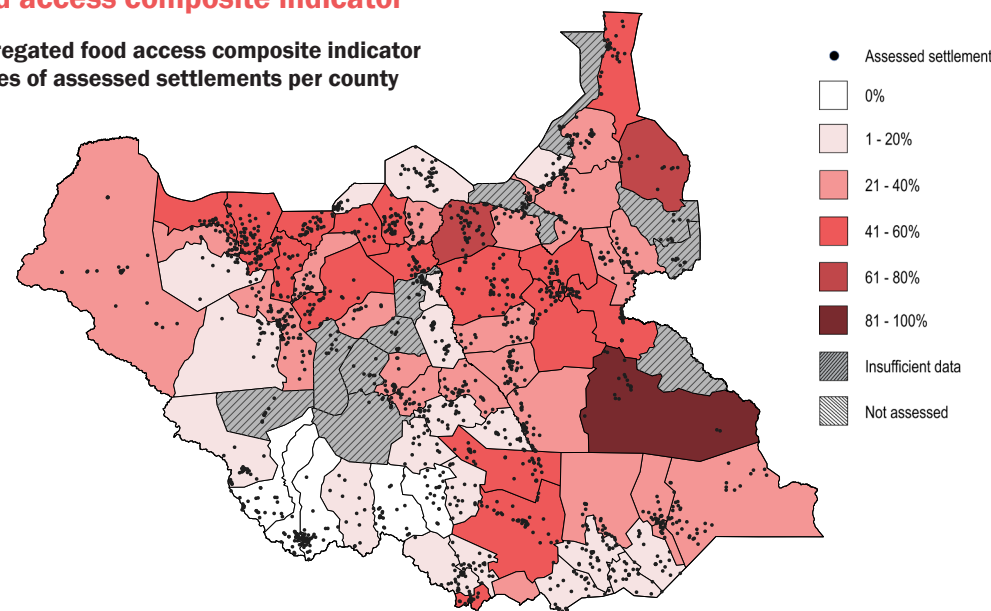 d access composite indicator
regated food access composite indicator
es of assessed settlements per county
Assessed settlement
0%
1 - 20%
21 - 40%
41 - 60%
61 - 80%
81 - 100%
Insufficient data
Not assessed